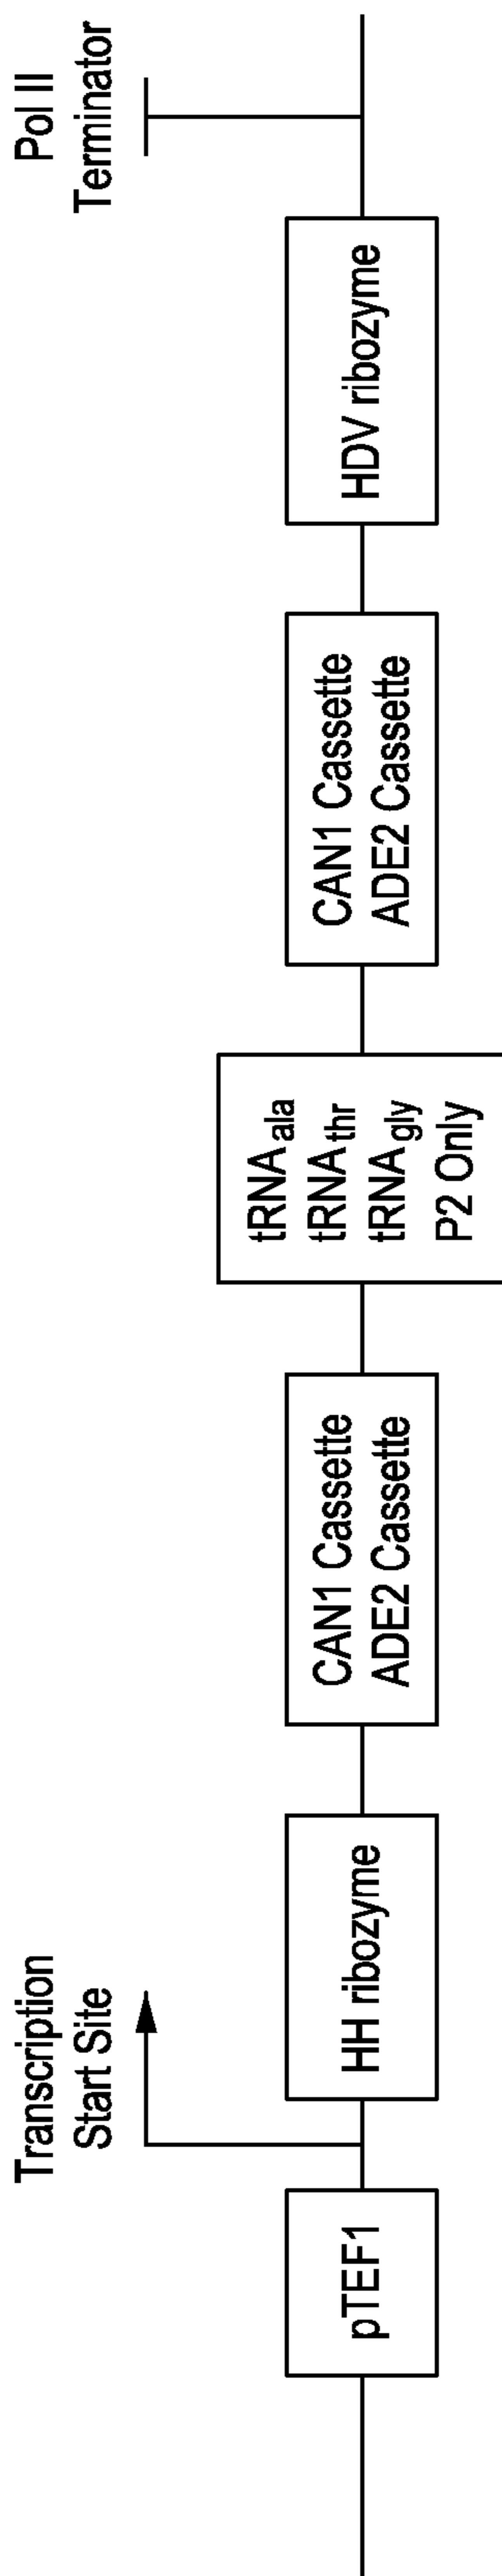 Transcription
Start Site
pTEF1
HH ribozyme
CAN1 Cassette
ADE2 Cassette
tRNAala
tRNAthr
tRNAgly
P2 Only
CAN1 Cassette
ADE2 Cassette
HDV ribozyme
Pol II
Terminator